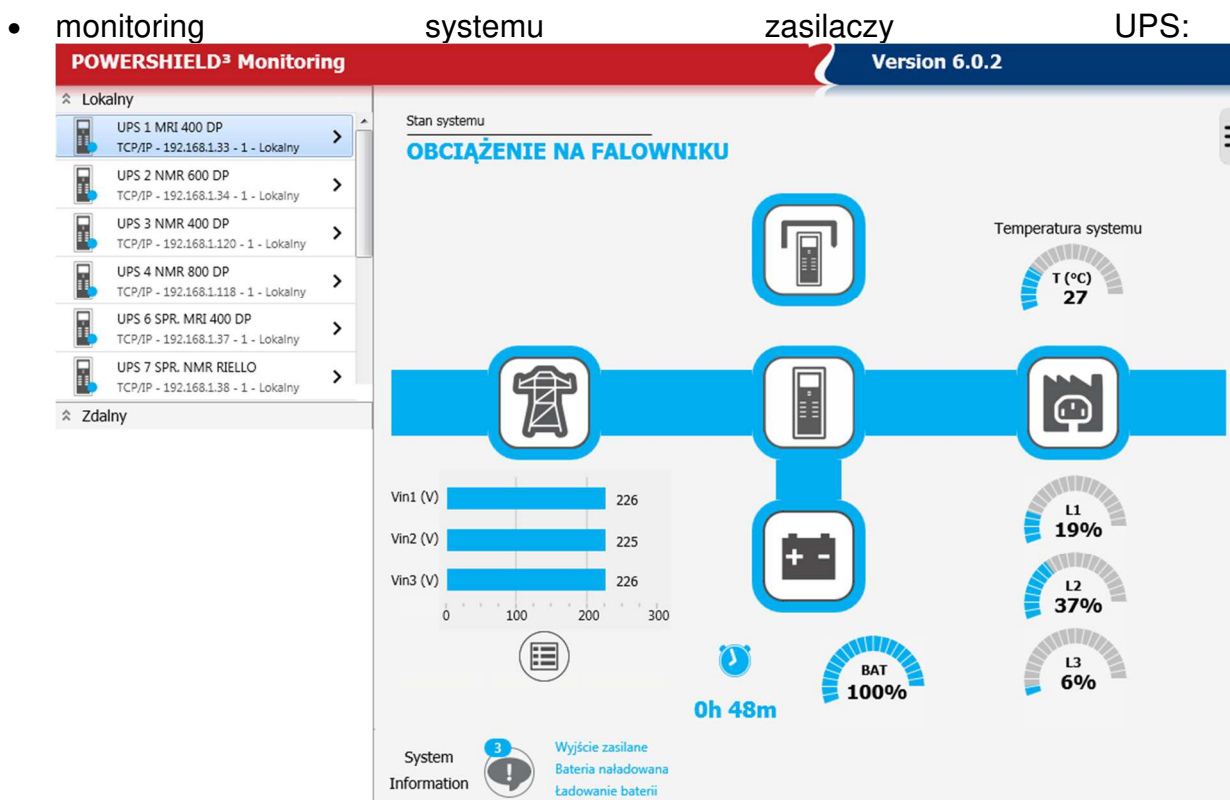 • monitoring systemu zasilaczy UPS:
POWERSHIELD³ Monitoring
Version 6.0.2
Lokalny
UPS 1 MRI 400 DP
TCP/IP - 192.168.1.33 - 1 - Lokalny
UPS 2 NMR 600 DP
TCP/IP - 192.168.1.34 - 1 - Lokalny
UPS 3 NMR 400 DP
TCP/IP - 192.168.1.120 - 1 - Lokalny
UPS 4 NMR 800 DP
TCP/IP - 192.168.1.118 - 1 - Lokalny
UPS 6 SPR. MRI 400 DP
TCP/IP - 192.168.1.37 - 1 - Lokalny
UPS 7 SPR. NMR RIELLO
TCP/IP - 192.168.1.38 - 1 - Lokalny
Zdalny
Stan systemu
OBCIĄŻENIE NA FALOWNIKU
Temperatura systemu
T (°C)
27
Vin1 (V) 226
Vin2 (V) 225
Vin3 (V) 226
0 100 200 300
L1
19%
L2
37%
L3
6%
BAT
100%
0h 48m
System
Information
3
Wyjście zasilane
Bateria naładowana
Ładowanie baterii